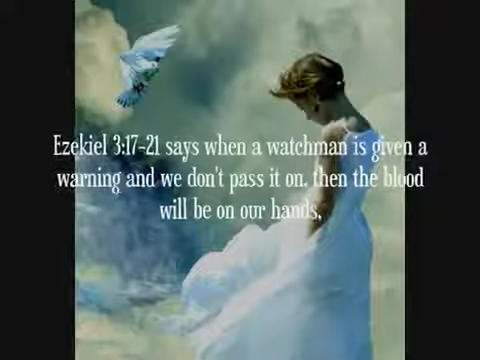 Ezekiel 3:17-21 says when a watchman is given a
warning and we don't pass it on, then the blood
will be on our hands,